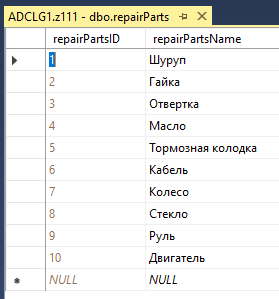 ADCLG1.z111 - dbo.repairParts
repairPartsID repairPartsName
1 Шуруп
2 Гайка
3 Отвертка
4 Масло
5 Тормозная колодка
6 Кабель
7 Колесо
8 Стекло
9 Руль
10 Двигатель
NULL NULL